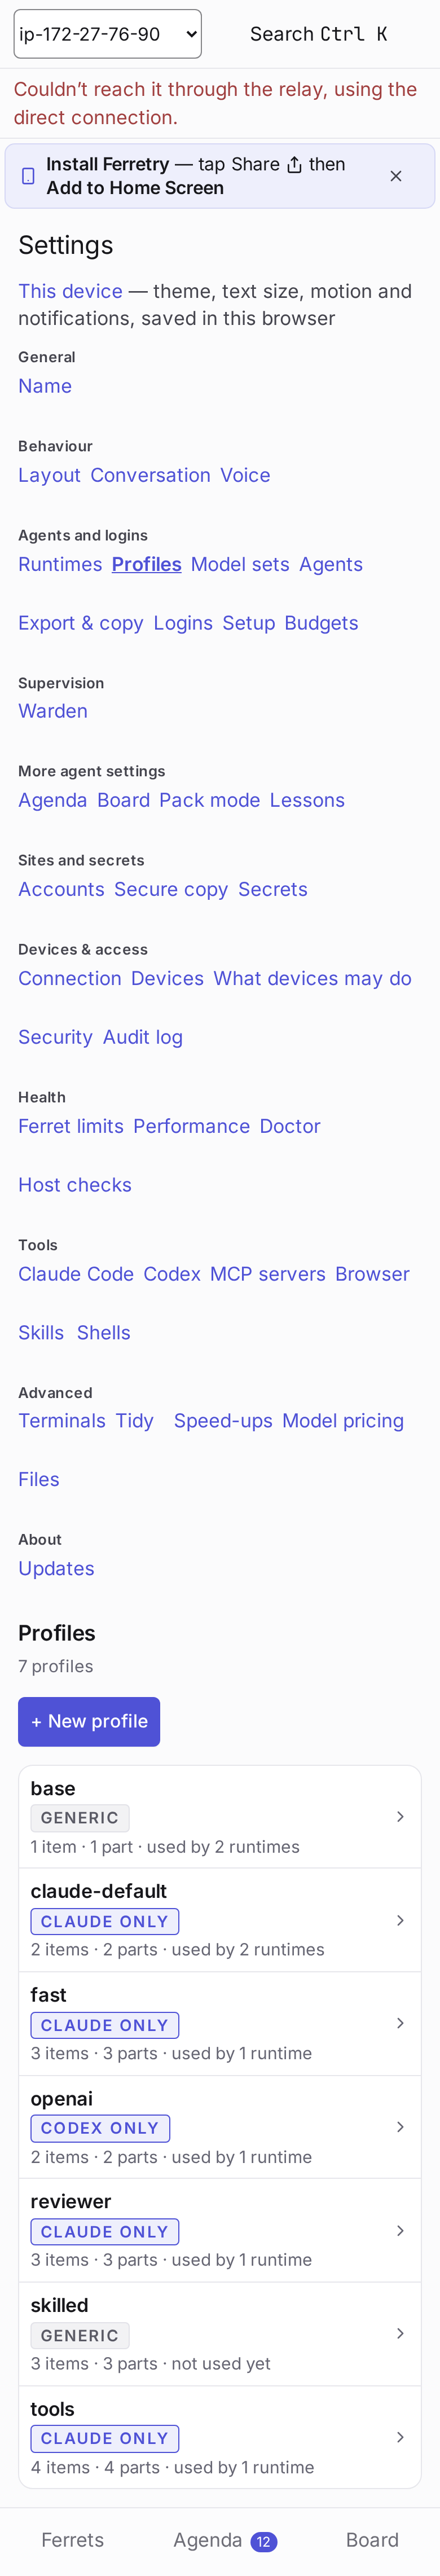 ip-172-27-76-90
Search Ctrl K
Couldn’t reach it through the relay, using the
direct connection.
Install Ferretry — tap Share then
Add to Home Screen
Settings
This device — theme, text size, motion and
notifications, saved in this browser
General
Name
Behaviour
Layout Conversation Voice
Agents and logins
Runtimes Profiles Model sets Agents
Export & copy Logins Setup Budgets
Supervision
Warden
More agent settings
Agenda Board Pack mode Lessons
Sites and secrets
Accounts Secure copy Secrets
Devices & access
Connection Devices What devices may do
Security Audit log
Health
Ferret limits Performance Doctor
Host checks
Tools
Claude Code Codex MCP servers Browser
Skills Shells
Advanced
Terminals Tidy Speed-ups Model pricing
Files
About
Updates
Profiles
7 profiles
+ New profile
base
GENERIC
1 item · 1 part · used by 2 runtimes
claude-default
CLAUDE ONLY
2 items · 2 parts · used by 2 runtimes
fast
CLAUDE ONLY
3 items · 3 parts · used by 1 runtime
openai
CODEX ONLY
2 items · 2 parts · used by 1 runtime
reviewer
CLAUDE ONLY
3 items · 3 parts · used by 1 runtime
skilled
GENERIC
3 items · 3 parts · not used yet
tools
CLAUDE ONLY
4 items · 4 parts · used by 1 runtime
Ferrets Agenda 12 Board